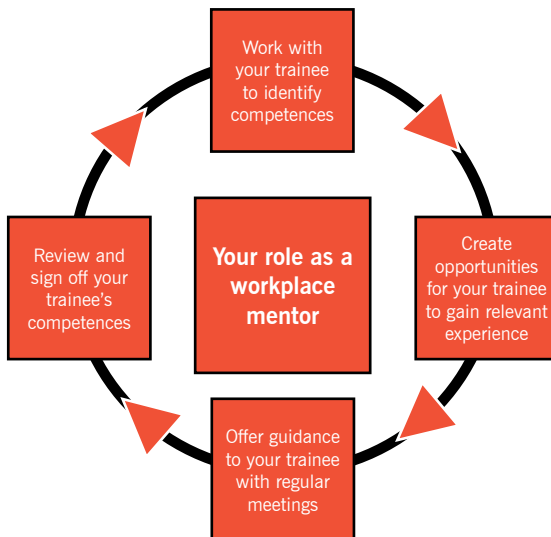 Work with
your trainee
to identify
competences
Review and
sign off your
trainee's
competences
Your role as a
workplace
mentor
Create
opportunities
for your trainee
to gain relevant
experience
Offer guidance
to your trainee
with regular
meetings